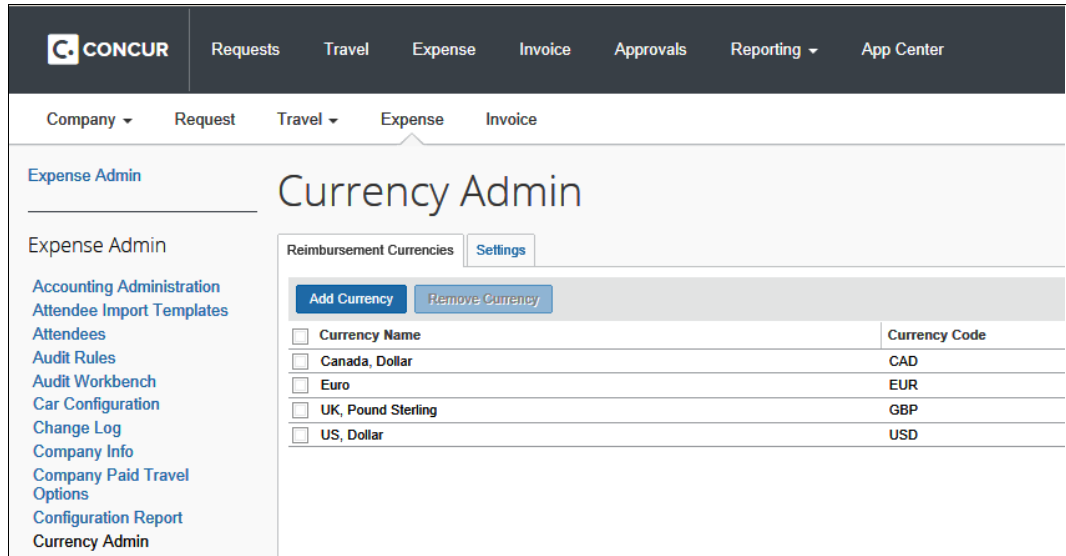 C. CONCUR Requests Travel Expense Invoice Approvals Reporting App Center
Company Request Travel Expense Invoice
Expense Admin
Expense Admin
Accounting Administration
Attendee Import Templates
Attendees
Audit Rules
Audit Workbench
Car Configuration
Change Log
Company Info
Company Paid Travel
Options
Configuration Report
Currency Admin
Currency Admin
Reimbursement Currencies Settings
Add Currency Remove Currency
Currency Name Currency Code
Canada, Dollar CAD
Euro EUR
UK, Pound Sterling GBP
US, Dollar USD